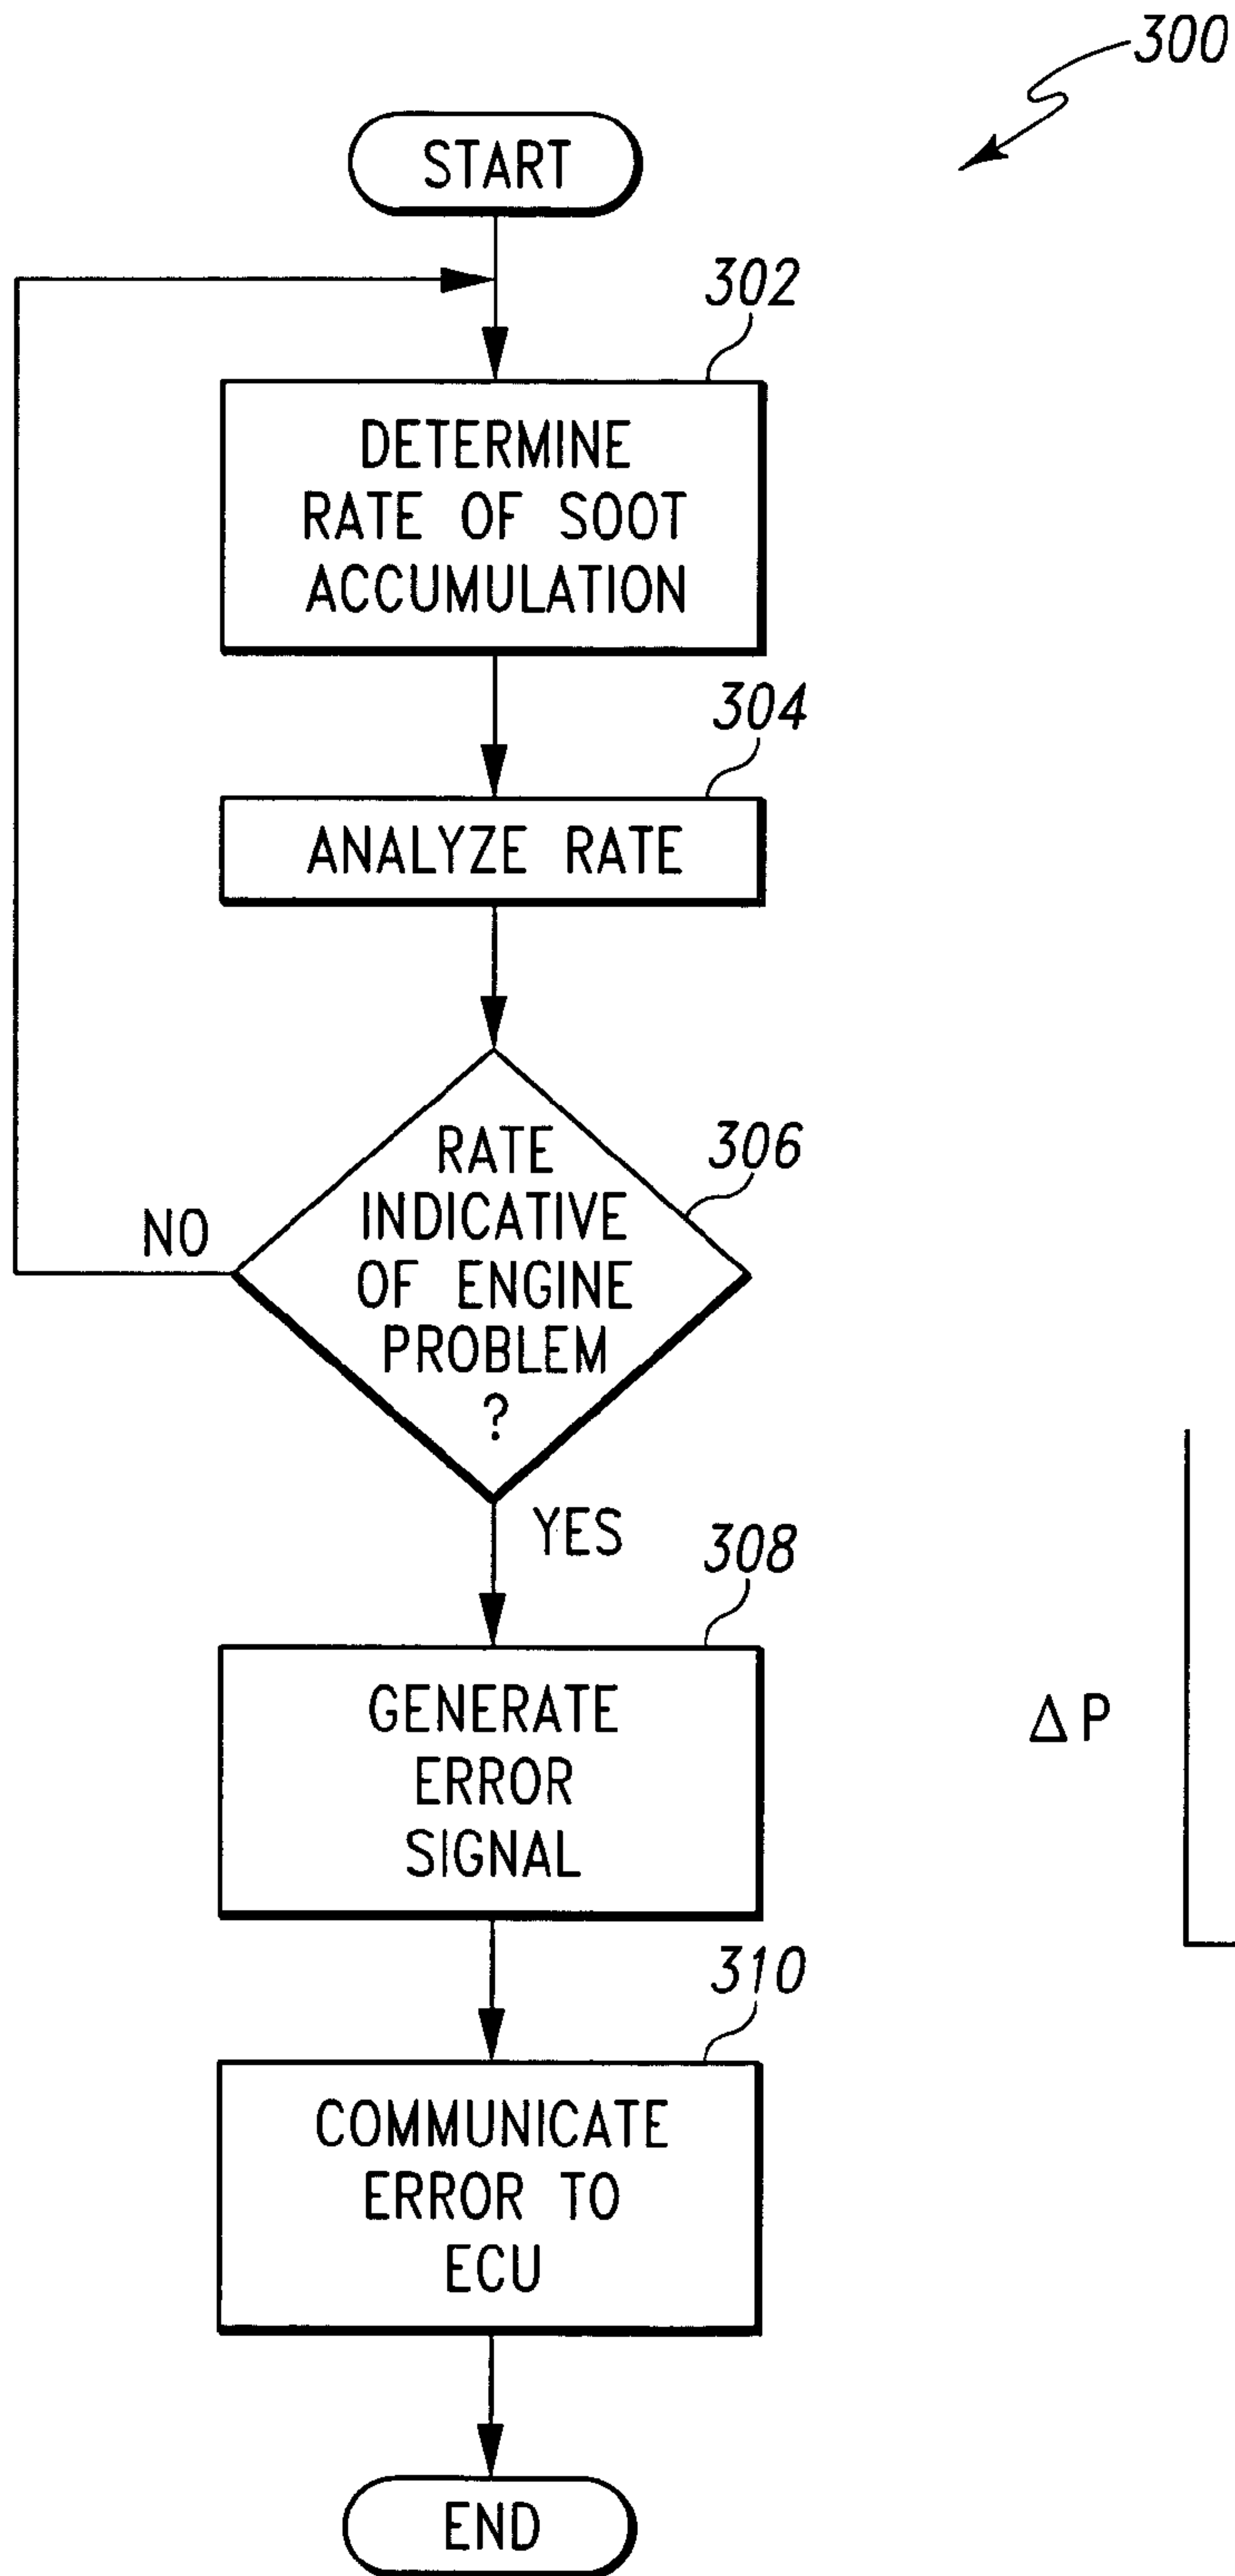 300
START
302
DETERMINE
RATE OF SOOT
ACCUMULATION
304
ANALYZE RATE
306
RATE
INDICATIVE
OF ENGINE
PROBLEM
?
NO
YES
308
GENERATE
ERROR
SIGNAL
ΔP
310
COMMUNICATE
ERROR TO
ECU
END